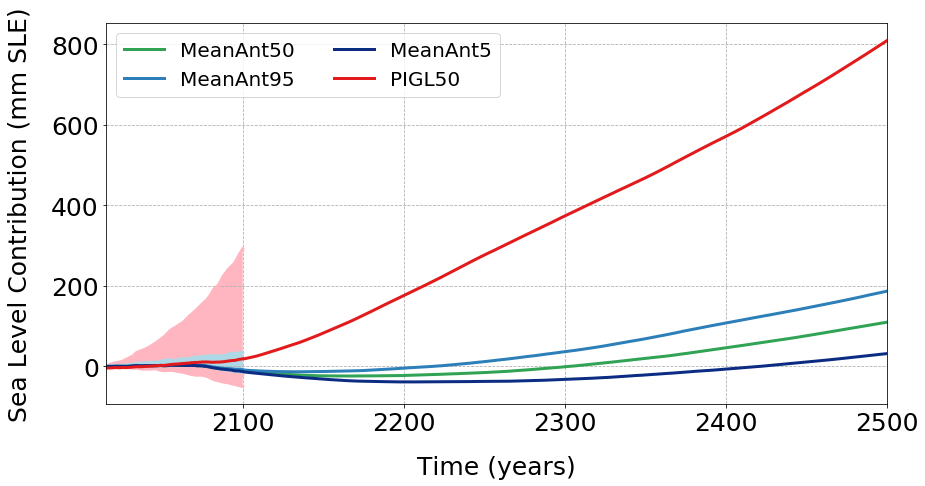 Sea Level Contribution (mm SLE)
800
600
400
200
0
MeanAnt50
MeanAnt95
MeanAnt5
PIGL50
2100
2200
2300
2400
2500
Time (years)